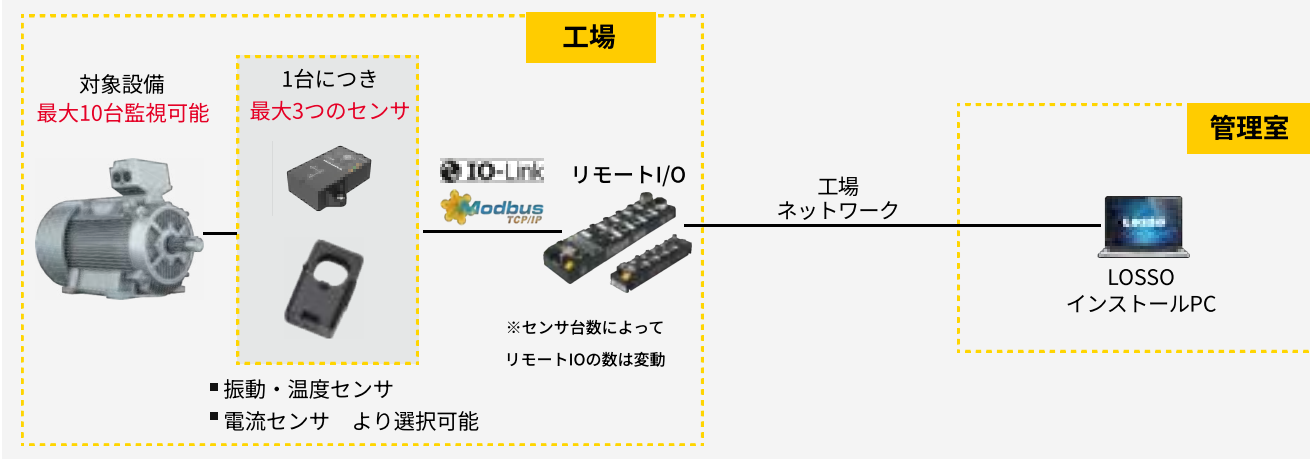 工場
対象設備
最大10台監視可能
1台につき
最大3つのセンサ
IO-Link
Modbus
TCP/IP
リモートI/O
※センサ台数によって
リモートIOの数は変動
▪振動・温度センサ
▪電流センサ　より選択可能
工場
ネットワーク
管理室
LOSSO
インストールPC